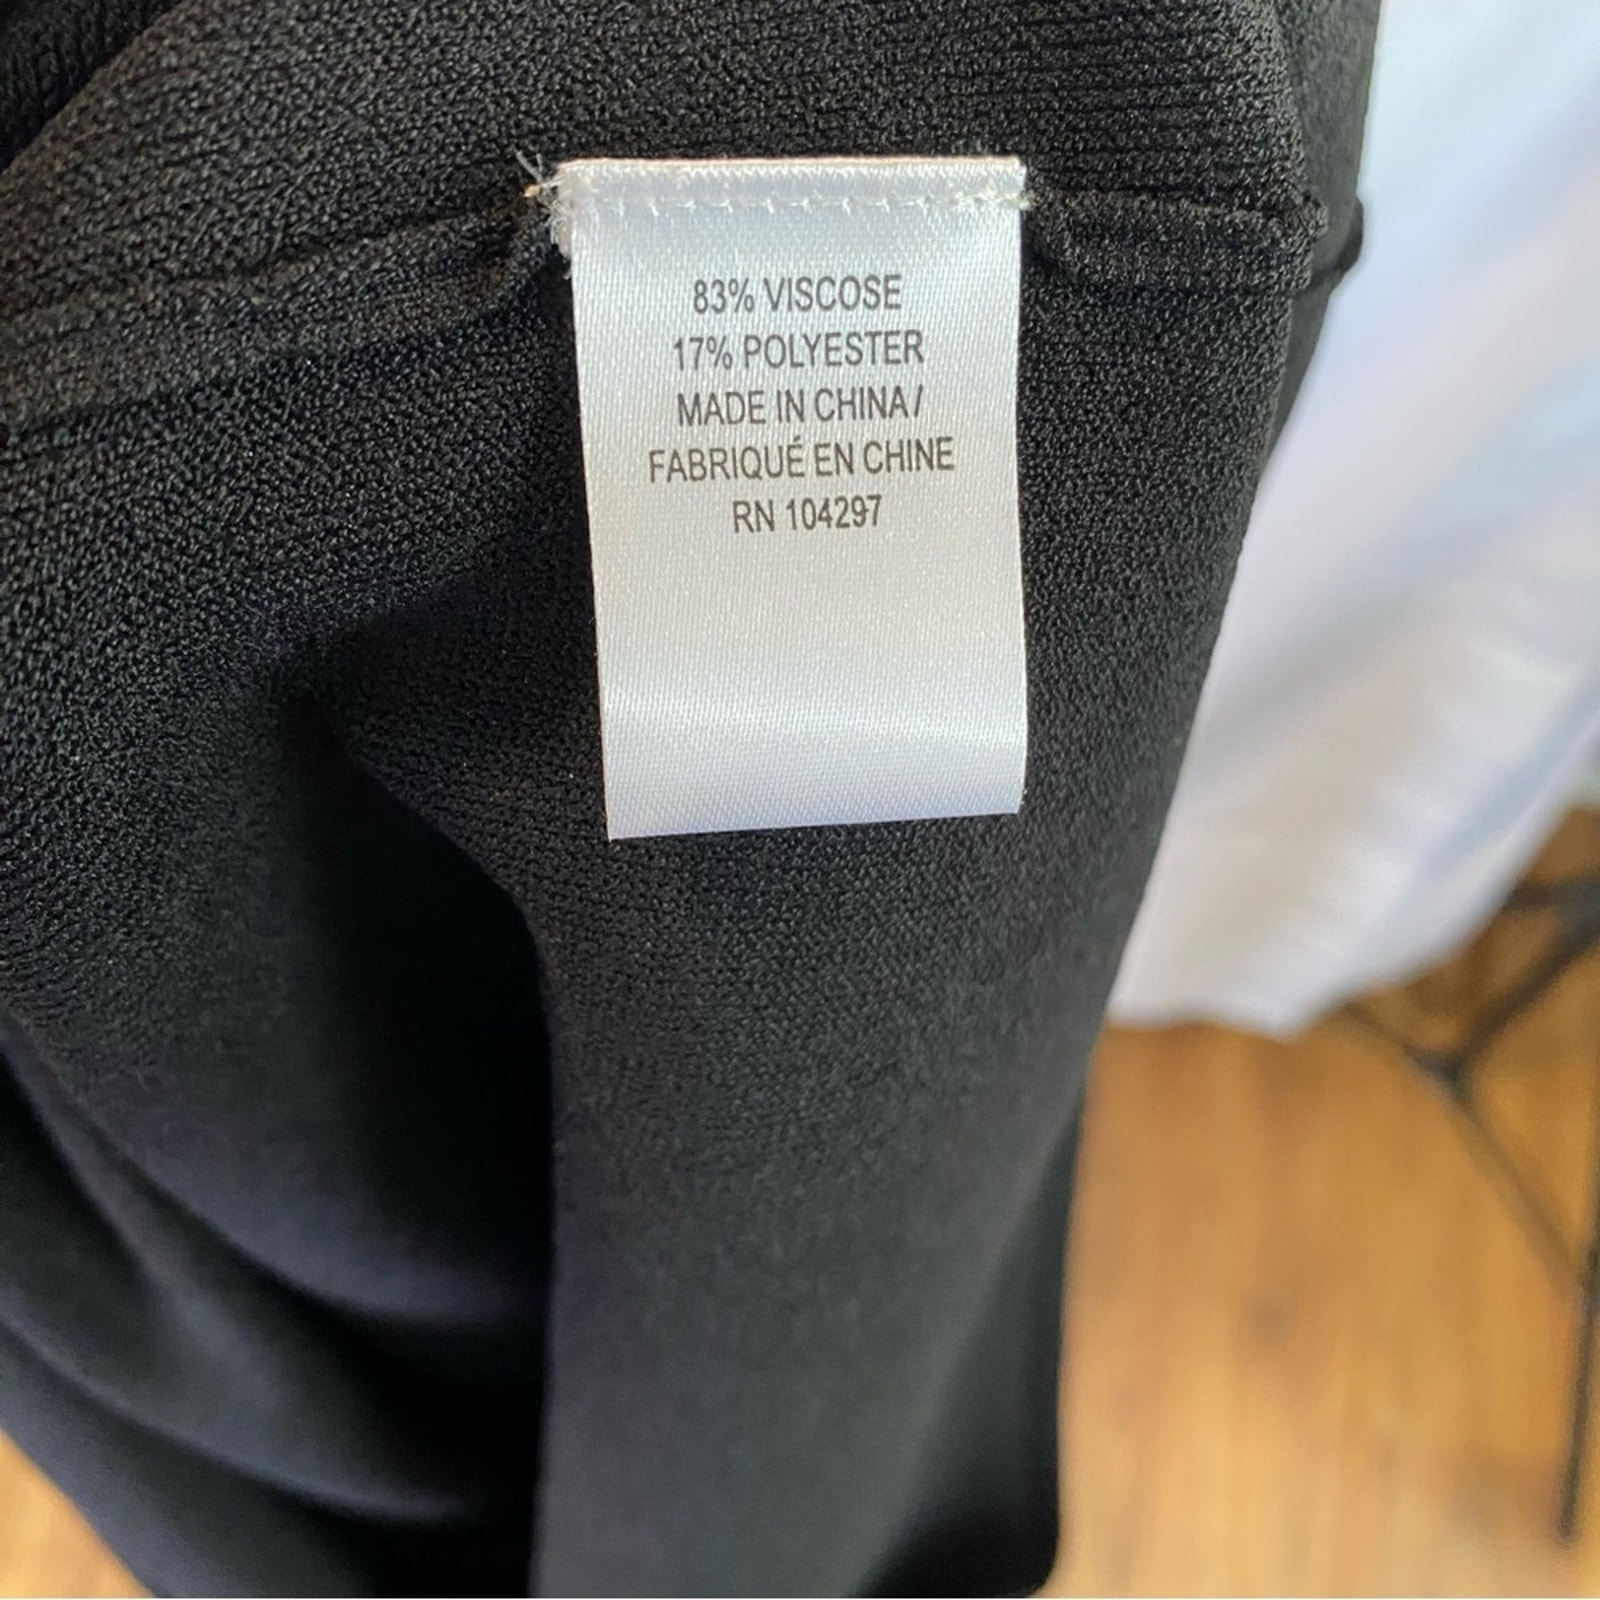 83% VISCOSE
17% POLYESTER
MADE IN CHINA/
FABRIQUÉ EN CHINE
RN 104297